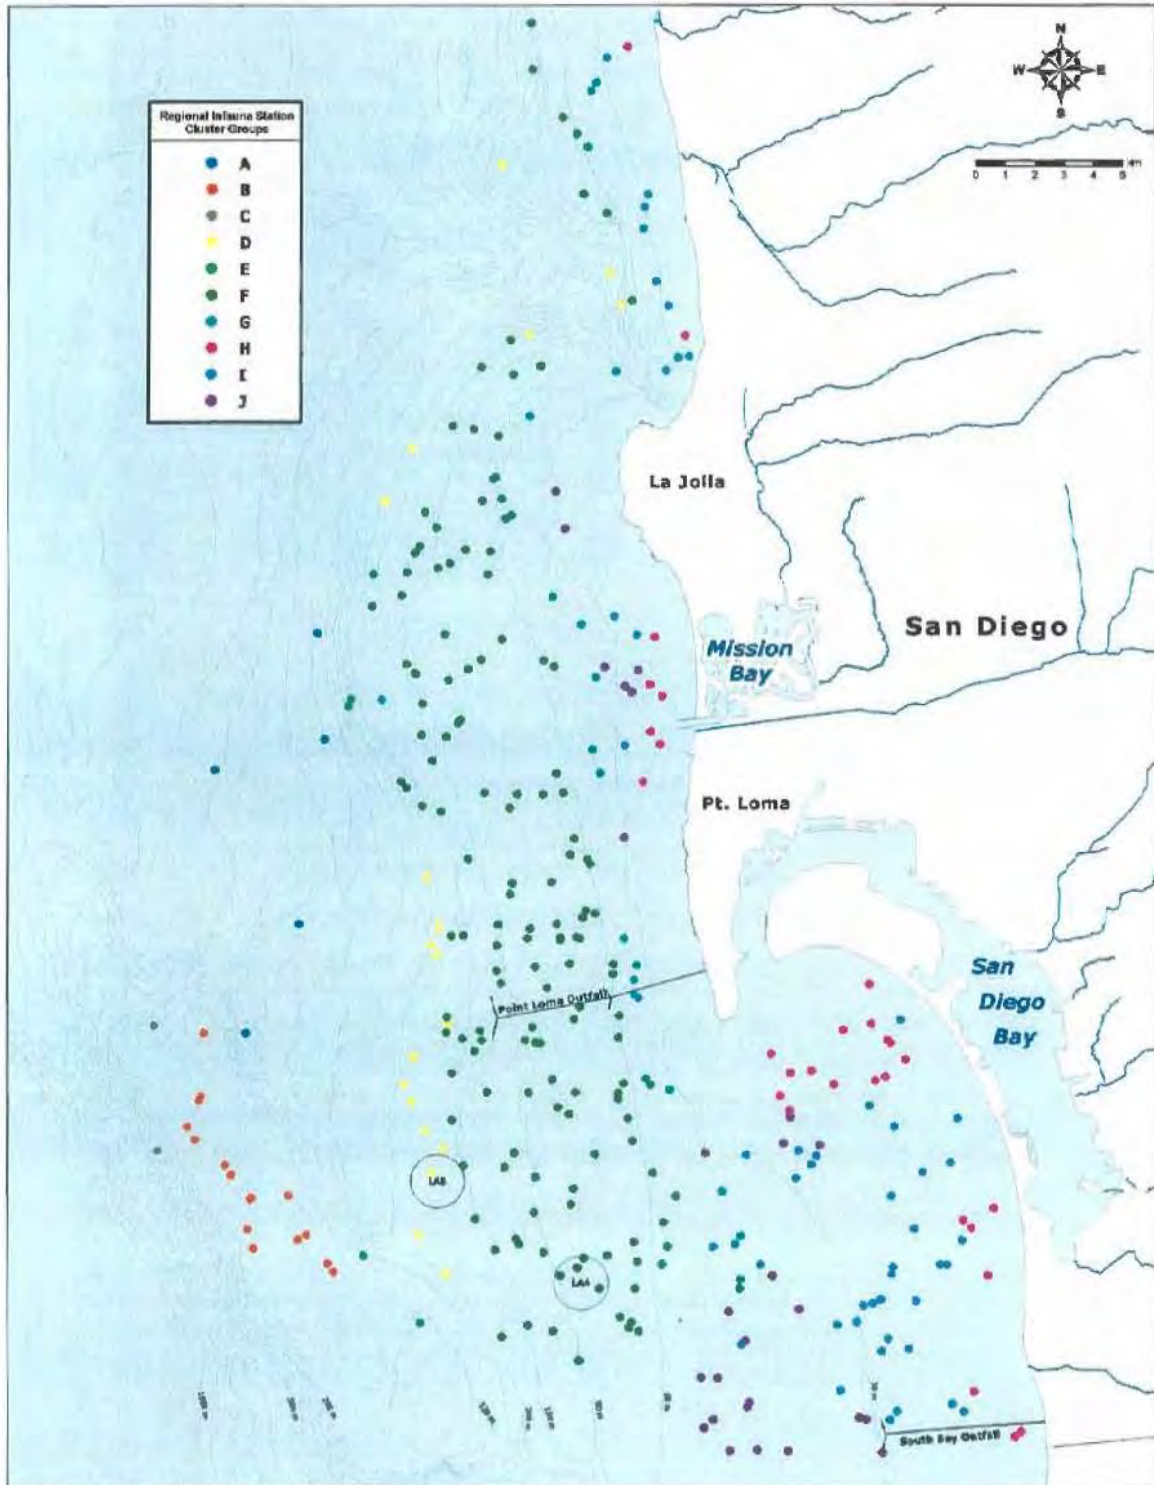 N
W E
S
0 1 2 3 4 5
Regional Infauna Station
Cluster Groups
A
B
C
D
E
F
G
H
I
J
La Jolla
San Diego
Mission
Bay
Pt. Loma
San
Diego
Bay
Point Loma Outfall
LA5
LA4
South Bay Outfall